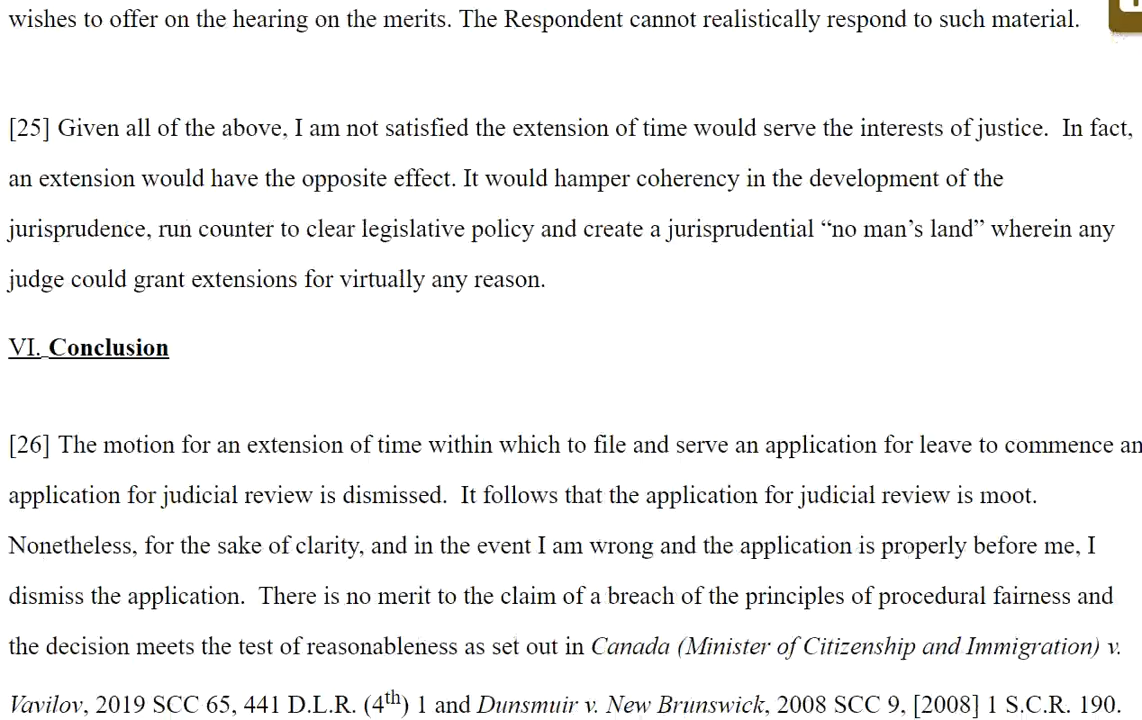 wishes to offer on the hearing on the merits. The Respondent cannot realistically respond to such material.
[25] Given all of the above, I am not satisfied the extension of time would serve the interests of justice.  In fact,
an extension would have the opposite effect. It would hamper coherency in the development of the
jurisprudence, run counter to clear legislative policy and create a jurisprudential “no man’s land” wherein any
judge could grant extensions for virtually any reason.
VI. Conclusion
[26] The motion for an extension of time within which to file and serve an application for leave to commence an
application for judicial review is dismissed.  It follows that the application for judicial review is moot.
Nonetheless, for the sake of clarity, and in the event I am wrong and the application is properly before me, I
dismiss the application.  There is no merit to the claim of a breach of the principles of procedural fairness and
the decision meets the test of reasonableness as set out in Canada (Minister of Citizenship and Immigration) v.
Vavilov, 2019 SCC 65, 441 D.L.R. (4th) 1 and Dunsmuir v. New Brunswick, 2008 SCC 9, [2008] 1 S.C.R. 190.